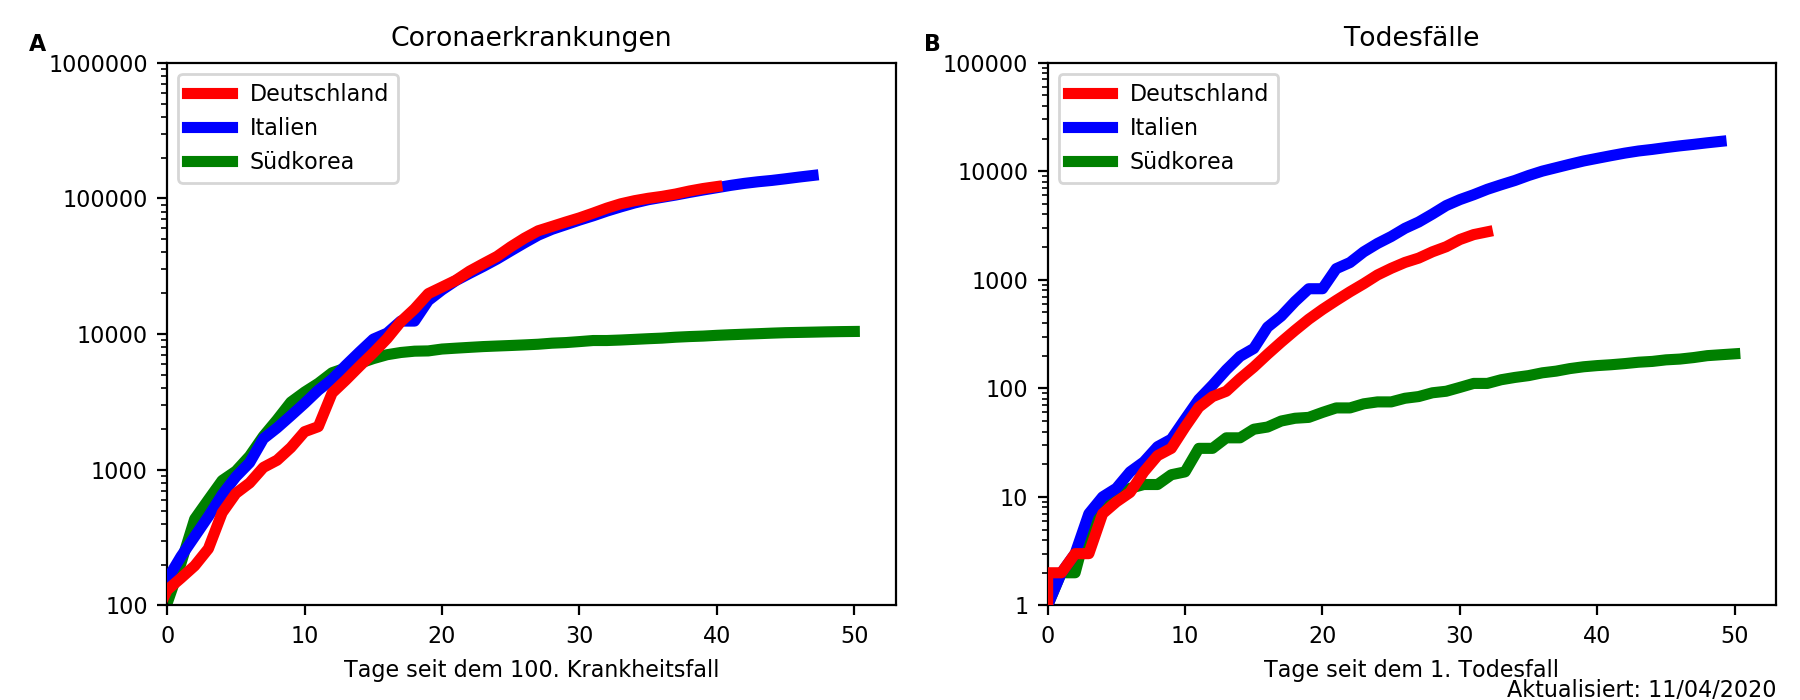 A
Coronaerkrankungen
1000000
100000
10000
1000
100
Deutschland
Italien
Südkorea
0 10 20 30 40 50
Tage seit dem 100. Krankheitsfall
B
Todesfälle
100000
10000
1000
100
10
1
Deutschland
Italien
Südkorea
0 10 20 30 40 50
Tage seit dem 1. Todesfall
Aktualisiert: 11/04/2020